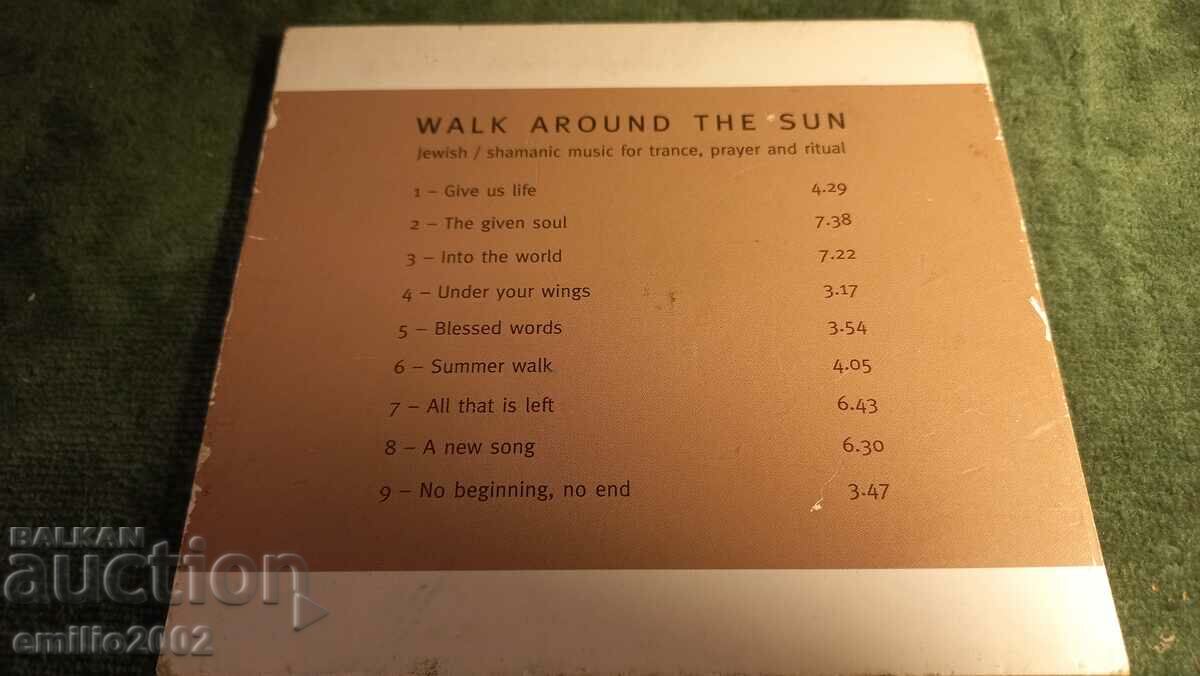 WALK AROUND THE SUN
Jewish / shamanic music for trance, prayer and ritual
1 – Give us life 4.29
2 – The given soul 7.38
3 – Into the world 7.22
4 – Under your wings 3.17
5 – Blessed words 3.54
6 – Summer walk 4.05
7 – All that is left 6.43
8 – A new song 6.30
9 – No beginning, no end 3.47
BALKAN
auction
emilio2002